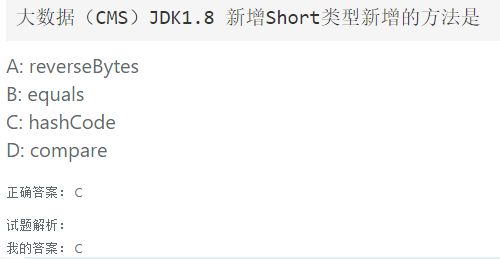 大数据（CMS）JDK1.8 新增Short类型新增的方法是
A: reverseBytes
B: equals
C: hashCode
D: compare
正确答案： C
试题解析：
我的答案： C